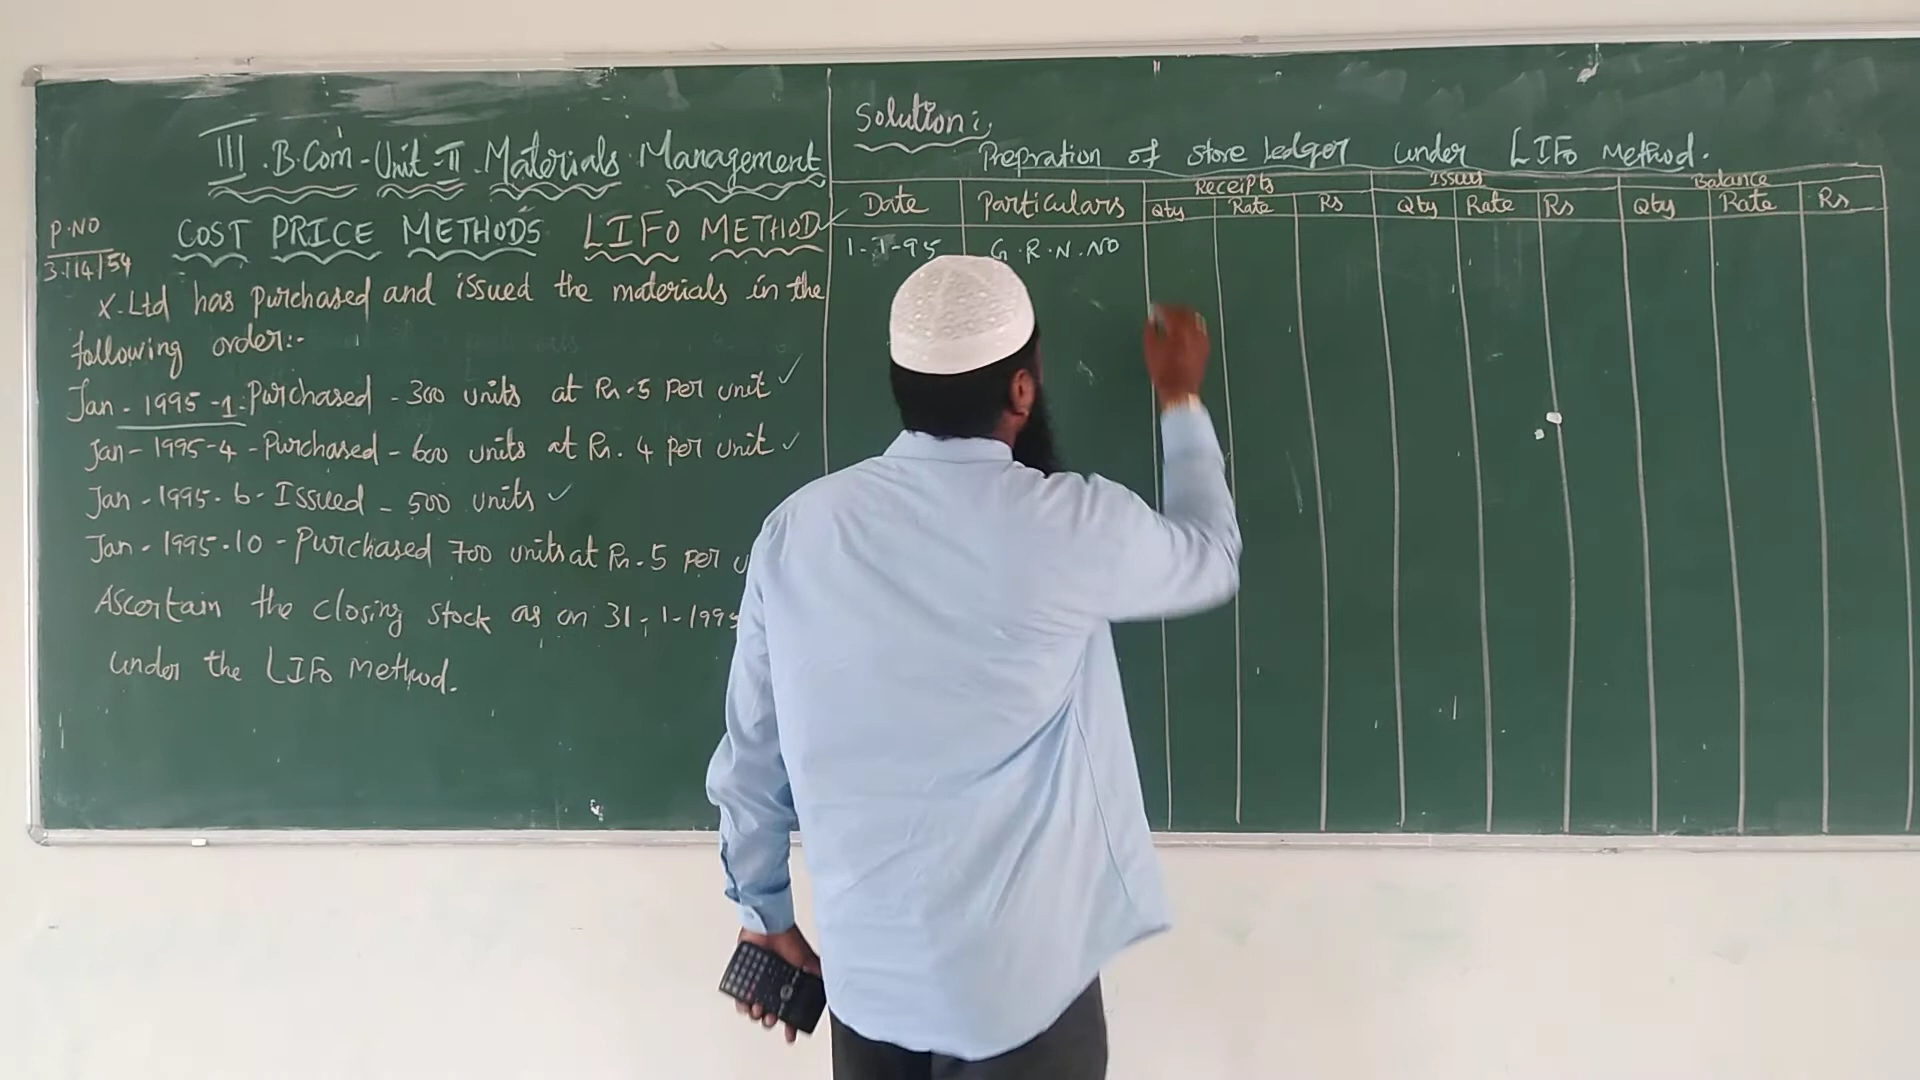 III.B.Com-Unit-II.Materials Management
P.NO
3.114/54
COST PRICE METHODS LIFO METHOD
X.Ltd has purchased and issued the materials in the
following order:-
Jan-1995-1-Purchased-300 units at Rs.5 per unit ✓
Jan-1995-4-Purchased-600 units at Rs.4 per unit ✓
Jan-1995.6-Issued-500 units ✓
Jan-1995.10-Purchased 700 units at Rs.5 per u
Ascertain the closing stock as on 31-1-1995
under the LIFO Method.
Solution:
Prepration of store ledger under LIFO Method.
Date Particulars Receipts Issues Balance
Qty Rate Rs Qty Rate Rs Qty Rate Rs
1-1-95 G.R.N.NO